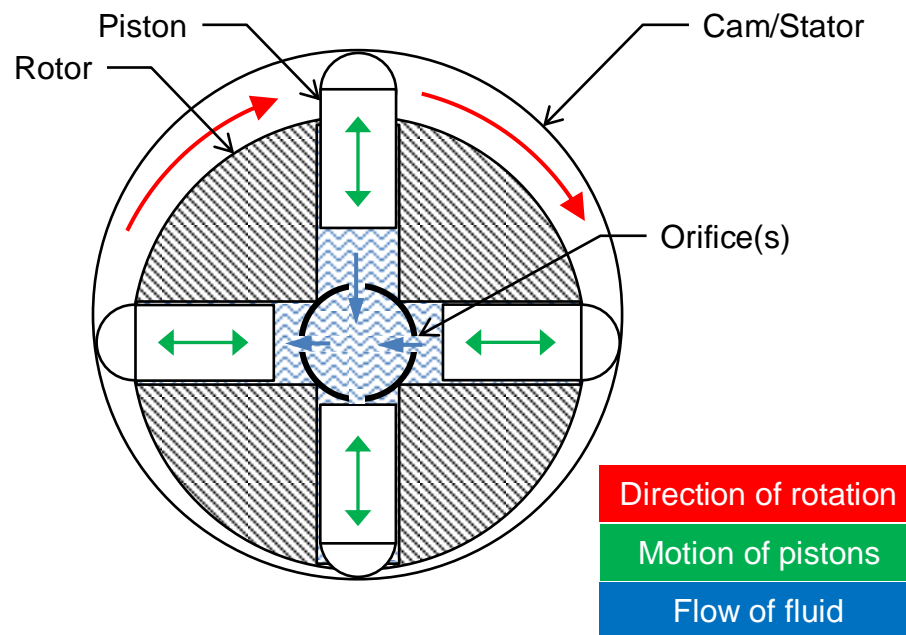 Piston
Cam/Stator
Rotor
Orifice(s)
Direction of rotation
Motion of pistons
Flow of fluid